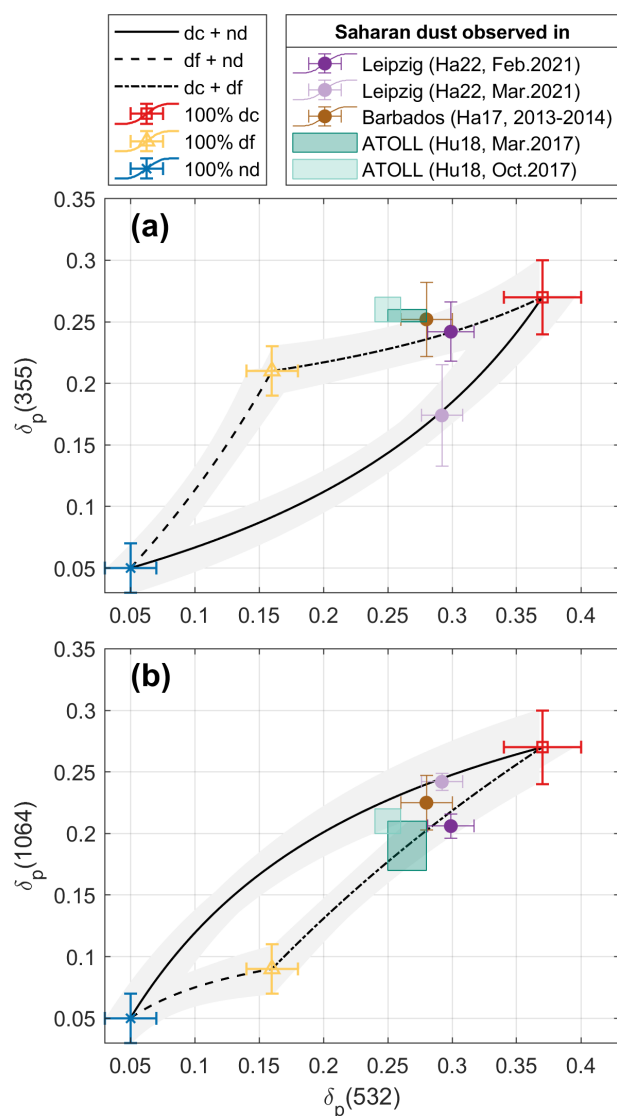 dc + nd
df + nd
dc + df
100% dc
100% df
100% nd
Saharan dust observed in
Leipzig (Ha22, Feb.2021)
Leipzig (Ha22, Mar.2021)
Barbados (Ha17, 2013-2014)
ATOLL (Hu18, Mar.2017)
ATOLL (Hu18, Oct.2017)
(a)
0.35
0.3
0.25
0.2
0.15
0.1
0.05
δp(355)
0.05 0.1 0.15 0.2 0.25 0.3 0.35 0.4
(b)
0.35
0.3
0.25
0.2
0.15
0.1
0.05
δp(1064)
0.05 0.1 0.15 0.2 0.25 0.3 0.35 0.4
δp(532)